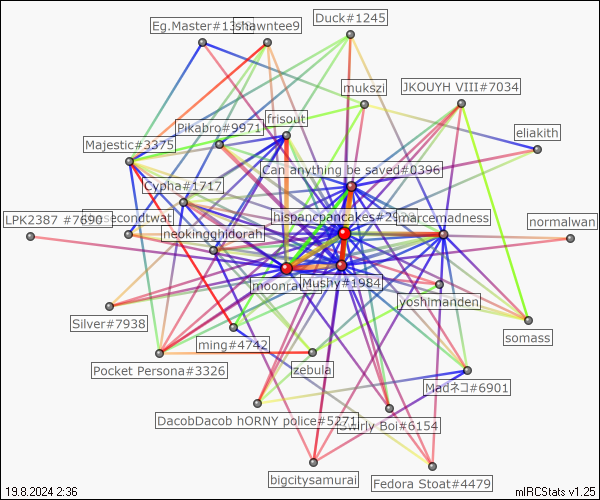 Duck#1245
Eg.Master#13
shawntee9
mukszi
JKOUYH VIII#7034
frisout
Pikabro#9971
eliakith
Majestic#3375
Can anything be saved#0396
Cypha#1717
LPK2387 #7690
secondtwat
hispancpancakes#29
marcemadness
normalwan
neokingghidorah
moonra
Mushy#1984
yoshimanden
Silver#7938
ming#4742
somass
Pocket Persona#3326
zebula
Madネコ#6901
DacobDacob hORNY police#5271
wirly Boi#6154
bigcitysamurai
Fedora Stoat#4479
19.8.2024 2:36
mIRCStats v1.25